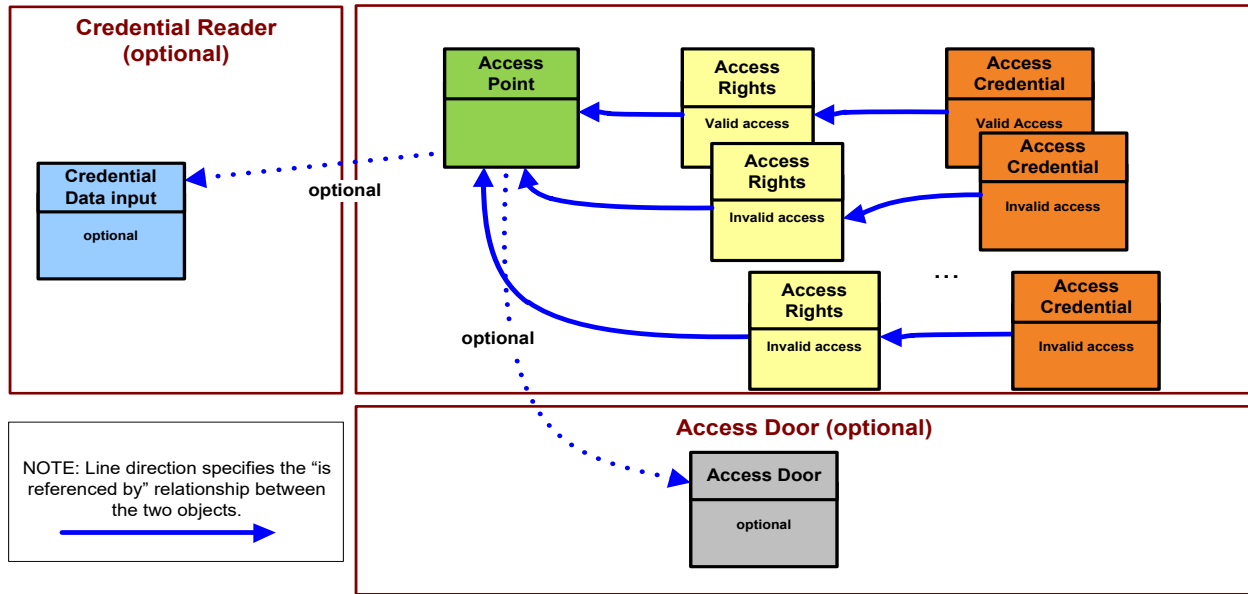 Credential Reader
(optional)
Credential
Data input
optional
optional
Access
Point
Access
Rights
Valid access
Access
Credential
Valid Access
Access
Rights
Invalid access
Access
Credential
Invalid access
...
Access
Rights
Invalid access
Access
Credential
Invalid access
optional
NOTE: Line direction specifies the “is
referenced by” relationship between
the two objects.
Access Door (optional)
Access Door
optional